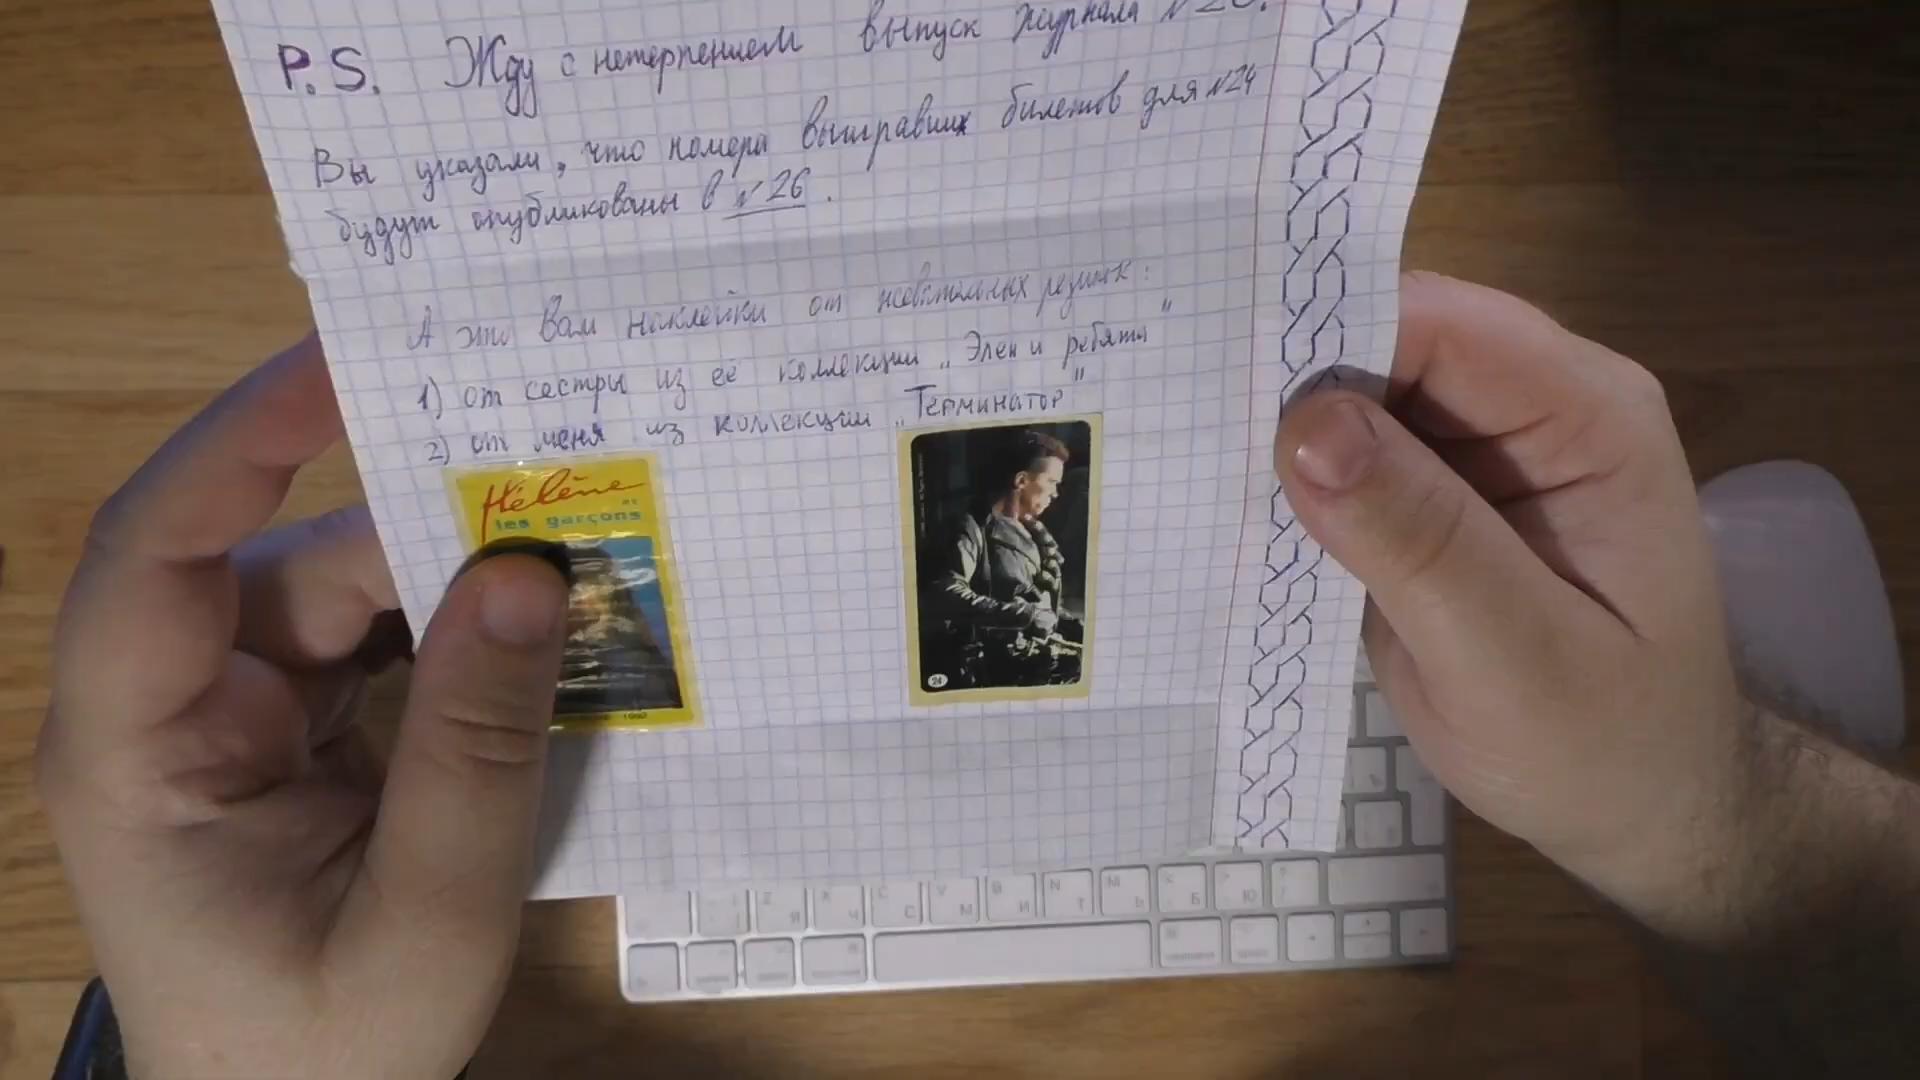 P.S. Жду с нетерпением выпуск журнала №26.
Вы указали, что номера выигравших билетов для №24
будут опубликованы в №26.
А это Вам наклейки от жевательных резинок:
1) от сестры из её коллекции „Элен и ребята"
2) от меня из коллекции „Терминатор"
Hélène
et
les garçons
24